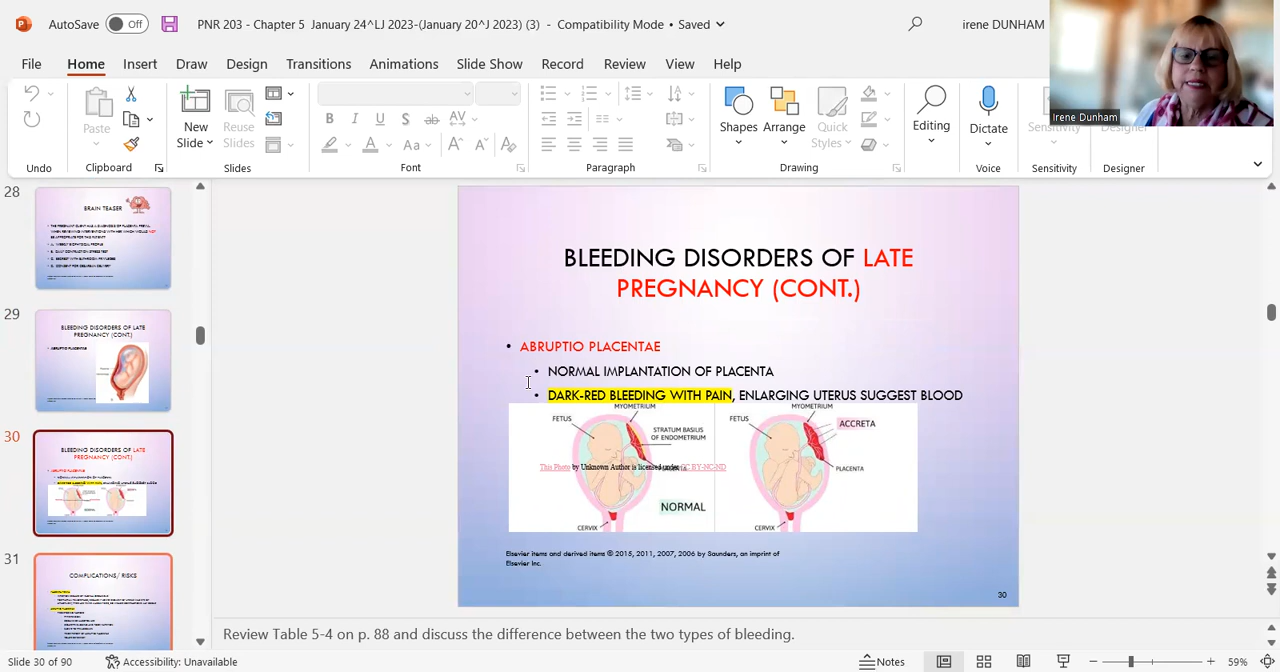 AutoSave Off PNR 203 - Chapter 5 January 24^LJ 2023-(January 20^J 2023) (3) - Compatibility Mode • Saved irene DUNHAM
File Home Insert Draw Design Transitions Animations Slide Show Record Review View Help
Irene Dunham
Paste
New
Slide
Reuse
Slides
Shapes Arrange Quick
Styles
Editing
Dictate
Sensitivity
Designer
Undo Clipboard Slides Font Paragraph Drawing Voice Sensitivity Designer
28
BRAIN TEASER
29
BLEEDING DISORDERS OF LATE
PREGNANCY (CONT.)
• ABRUPTIO PLACENTAE
30
BLEEDING DISORDERS OF LATE
PREGNANCY (CONT.)
31
COMPLICATIONS/ RISKS
BLEEDING DISORDERS OF LATE
PREGNANCY (CONT.)
• ABRUPTIO PLACENTAE
• NORMAL IMPLANTATION OF PLACENTA
• DARK-RED BLEEDING WITH PAIN, ENLARGING UTERUS SUGGEST BLOOD
MYOMETRIUM
FETUS
STRATUM BASILIS
OF ENDOMETRIUM
This Photo by Unknown Author is licensed under CC BY-NC-ND
NORMAL
CERVIX
MYOMETRIUM
FETUS
ACCRETA
PLACENTA
CERVIX
Elsevier items and derived items © 2015, 2011, 2007, 2006 by Saunders, an imprint of
Elsevier Inc.
30
Review Table 5-4 on p. 88 and discuss the difference between the two types of bleeding.
Slide 30 of 90 Accessibility: Unavailable Notes 59%